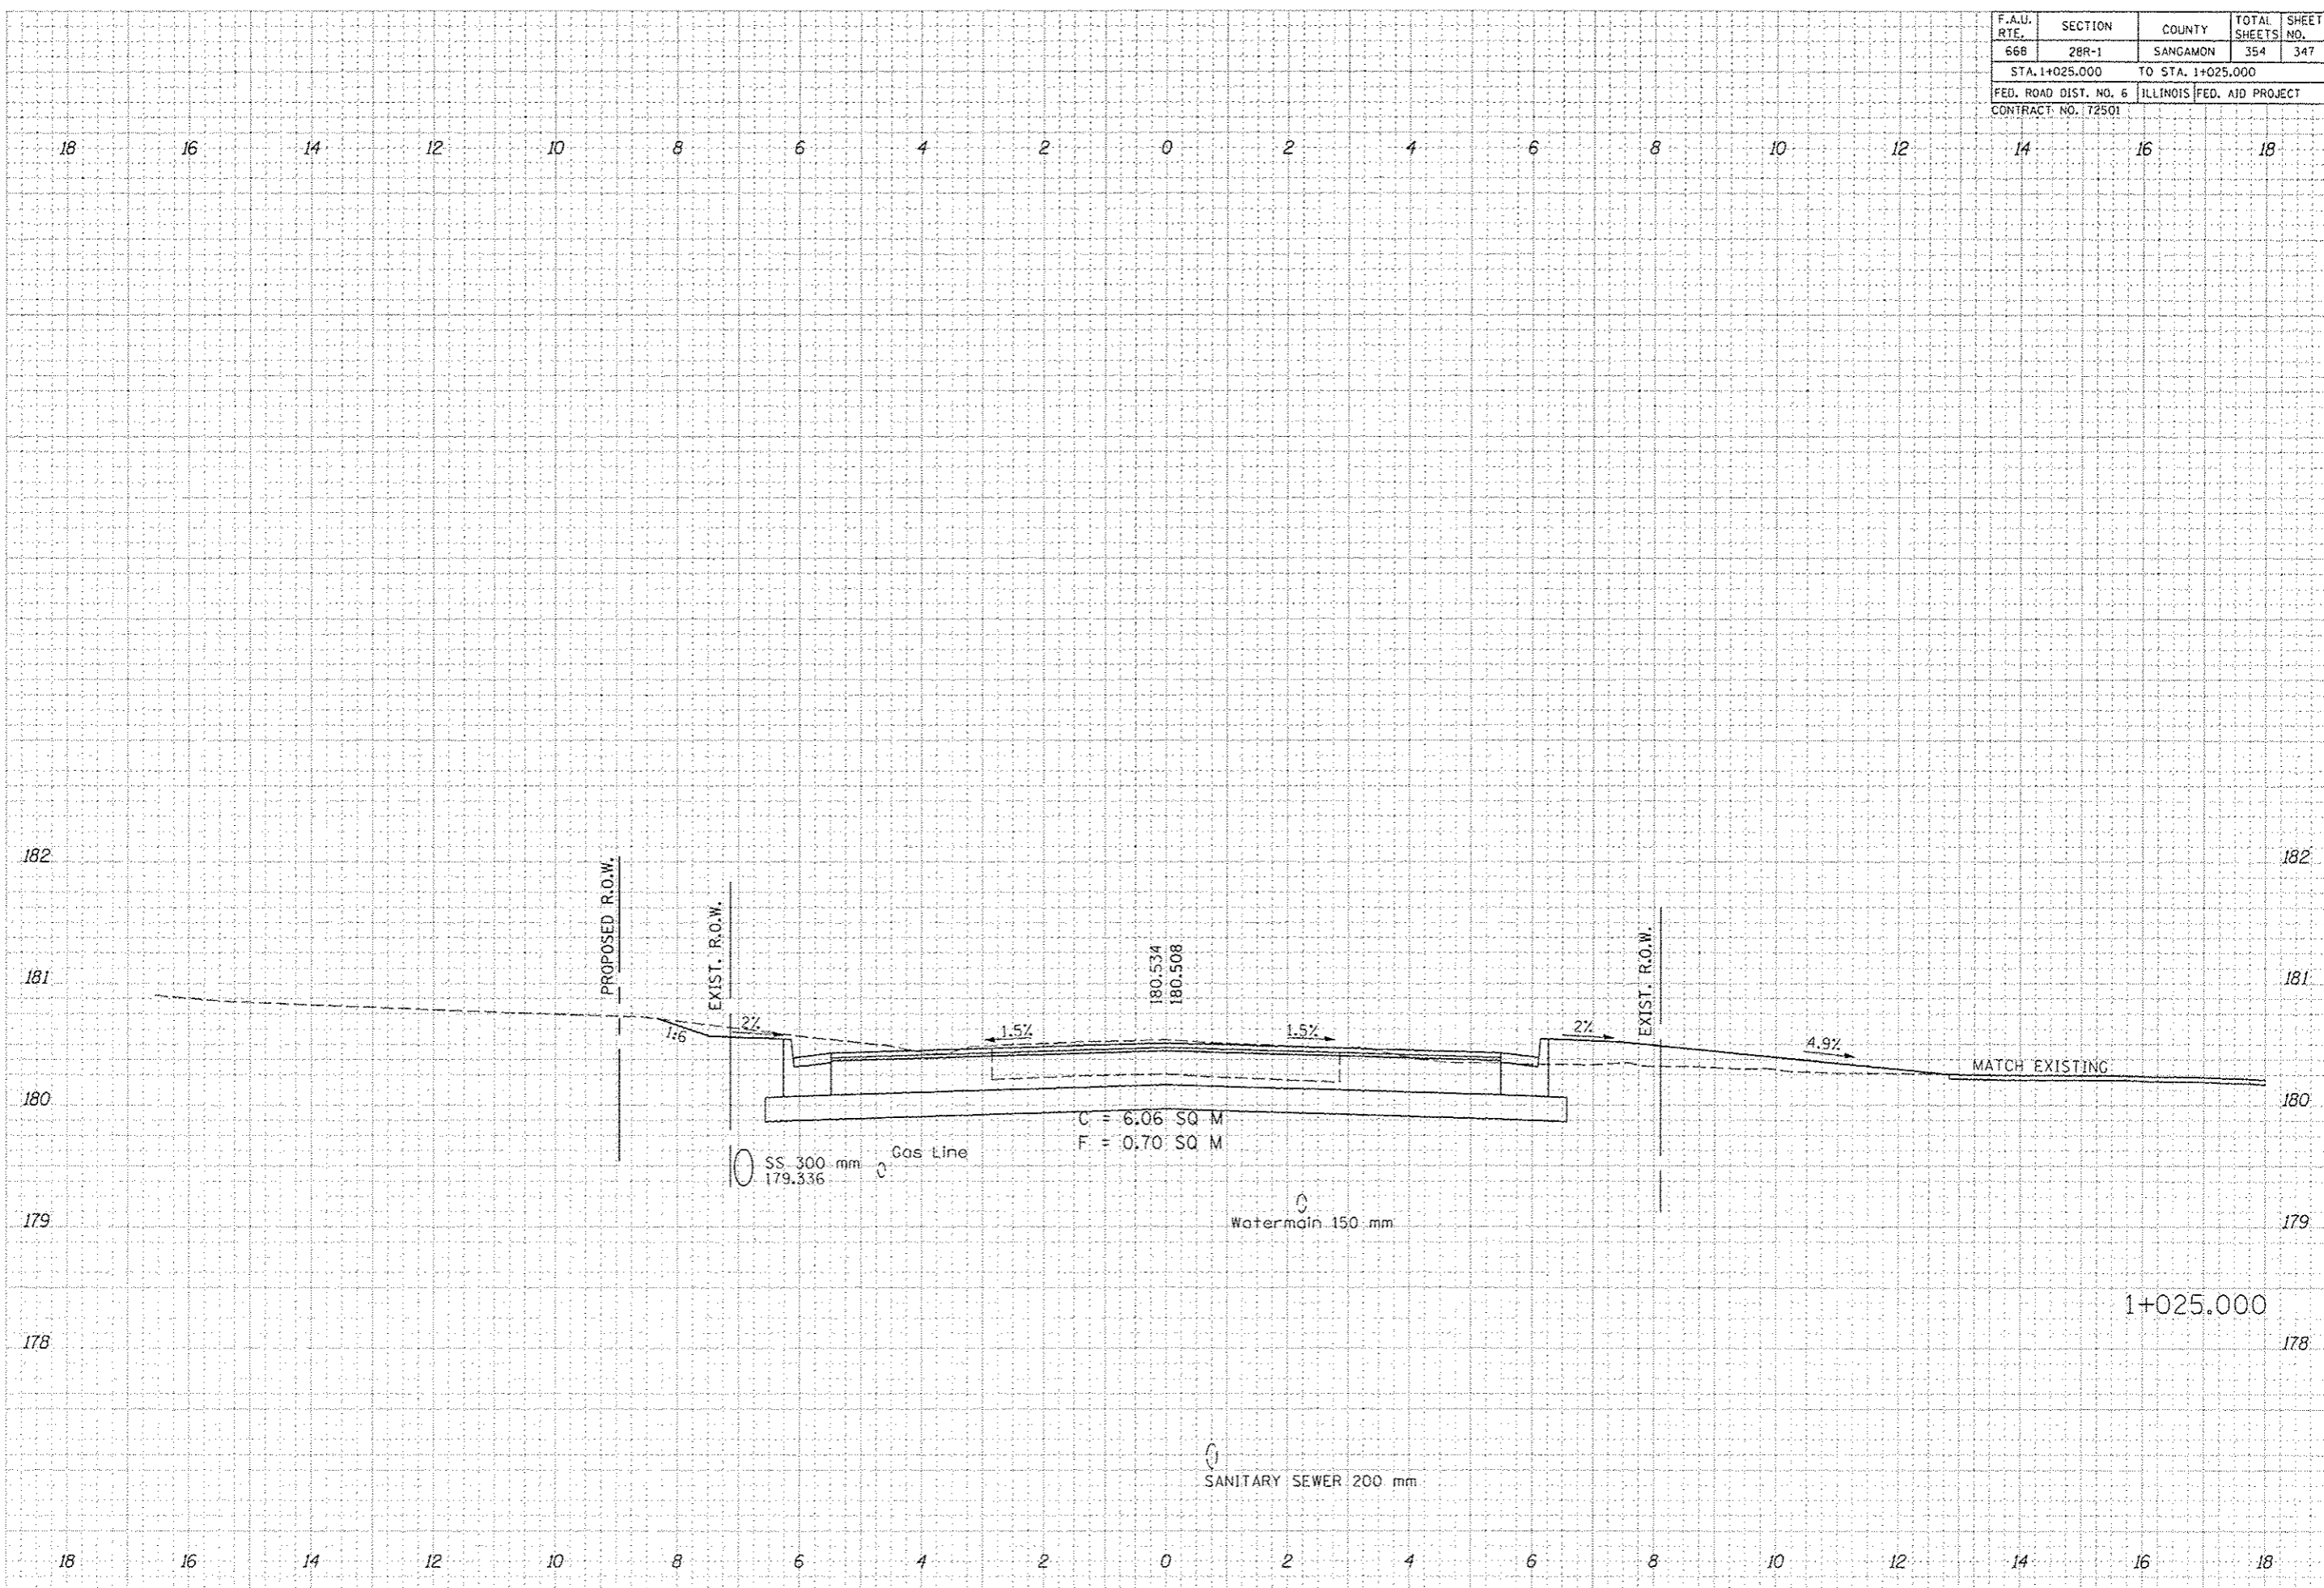 F.A.U. RTE. SECTION COUNTY TOTAL SHEETS SHEET NO.
668 28R-1 SANGAMON 354 347
STA. 1+025.000 TO STA. 1+025.000
FED. ROAD DIST. NO. 6 ILLINOIS FED. AID PROJECT
CONTRACT NO. 72501
18 16 14 12 10 8 6 4 2 0 2 4 6 8 10 12 14 16 18
182 182
PROPOSED R.O.W.
EXIST. R.O.W.
180.534
180.508
EXIST. R.O.W.
181 181
1:6
2%
1.5%
1.5%
2%
4.9%
MATCH EXISTING
180 180
C = 6.06 SQ M
F = 0.70 SQ M
SS 300 mm
179.336
Gas Line
179 179
Watermain 150 mm
1+025.000
178 178
SANITARY SEWER 200 mm
18 16 14 12 10 8 6 4 2 0 2 4 6 8 10 12 14 16 18